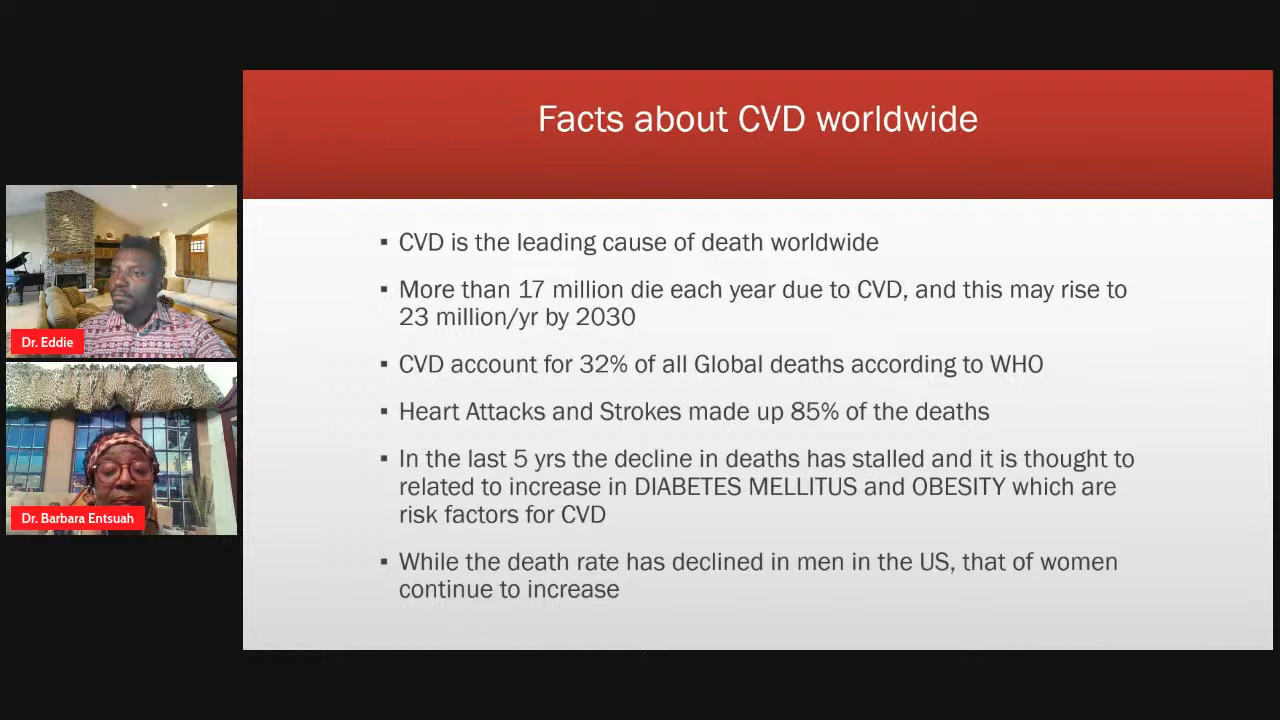 Facts about CVD worldwide
▪ CVD is the leading cause of death worldwide
▪ More than 17 million die each year due to CVD, and this may rise to
23 million/yr by 2030
▪ CVD account for 32% of all Global deaths according to WHO
▪ Heart Attacks and Strokes made up 85% of the deaths
▪ In the last 5 yrs the decline in deaths has stalled and it is thought to
related to increase in DIABETES MELLITUS and OBESITY which are
risk factors for CVD
▪ While the death rate has declined in men in the US, that of women
continue to increase
Dr. Eddie
Dr. Barbara Entsuah